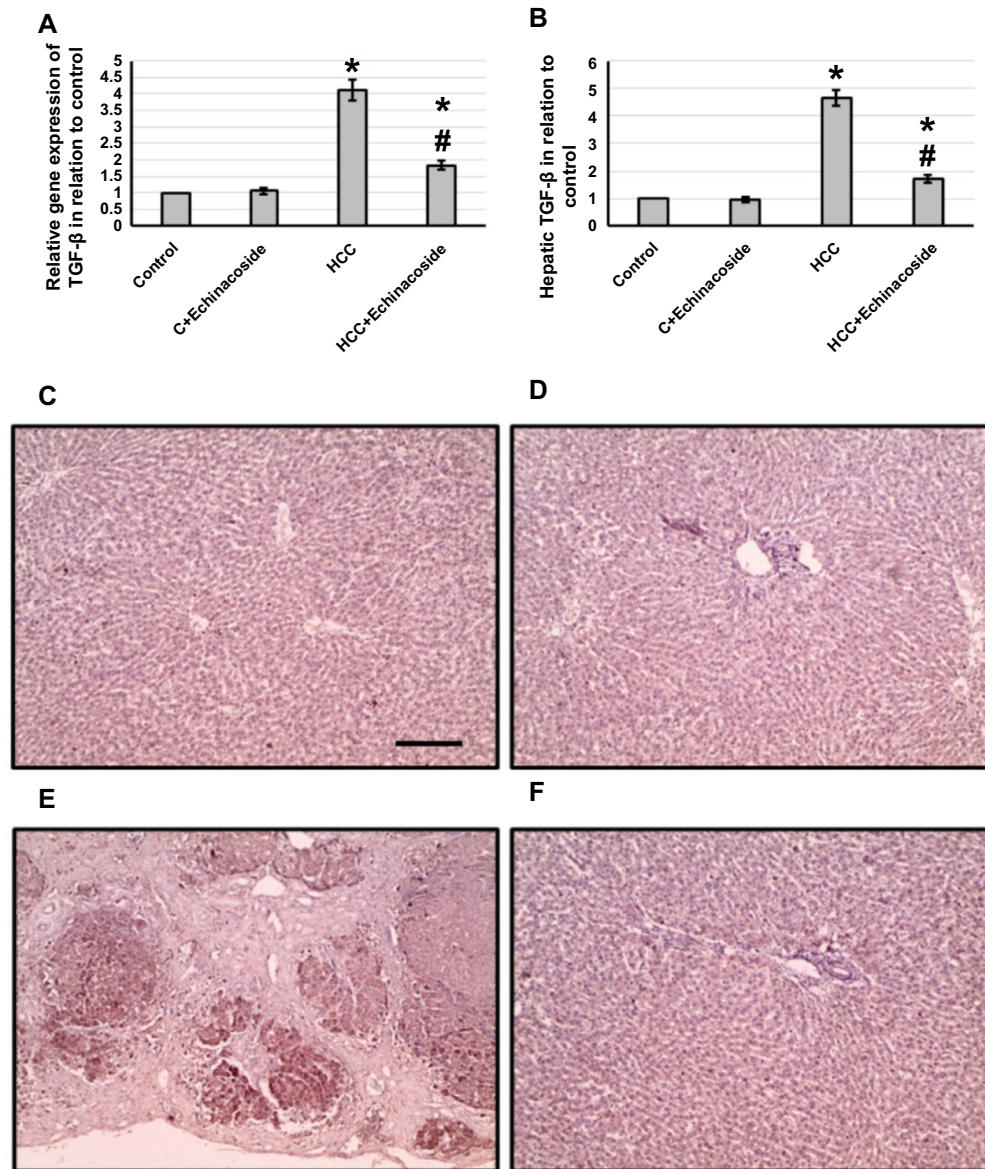 A
Relative gene expression of
TGF-β in relation to control
5
4.5
4
3.5
3
2.5
2
1.5
1
0.5
0
*
*
#
Control
C+Echinacoside
HCC
HCC+Echinacoside
B
Hepatic TGF-β in relation to
control
6
5
4
3
2
1
0
*
*
#
Control
C+Echinacoside
HCC
HCC+Echinacoside
C
D
E
F